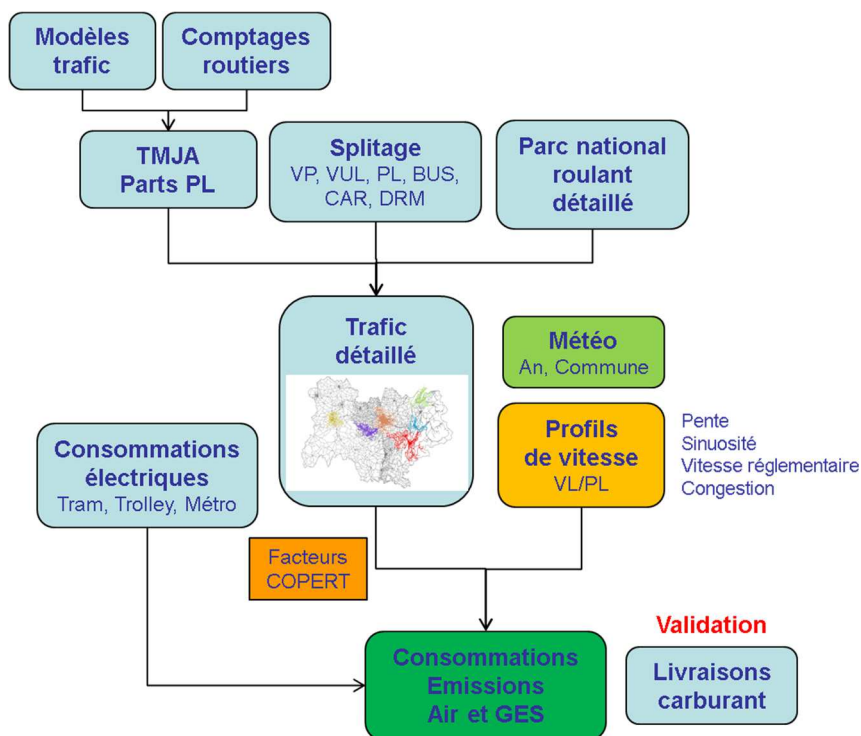 Modèles
trafic
Comptages
routiers
TMJA
Parts PL
Splitage
VP, VUL, PL, BUS,
CAR, DRM
Parc national
roulant
détaillé
Trafic
détaillé
Météo
An, Commune
Profils
de vitesse
VL/PL
Pente
Sinuosité
Vitesse réglementaire
Congestion
Consommations
électriques
Tram, Trolley, Métro
Facteurs
COPERT
Consommations
Emissions
Air et GES
Validation
Livraisons
carburant